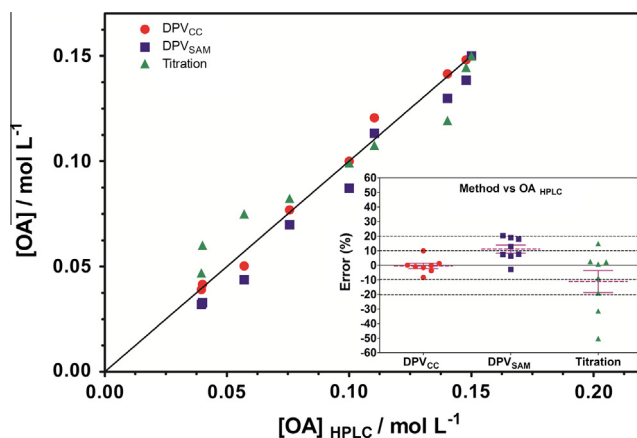 DPV_CC
DPV_SAM
Titration
[OA] / mol L⁻¹
0.15
0.10
0.05
0.00
0.00 0.05 0.10 0.15 0.20
[OA] HPLC / mol L⁻¹
Method vs OA HPLC
Error (%)
60
50
40
30
20
10
0
-10
-20
-30
-40
-50
-60
DPV_CC DPV_SAM Titration